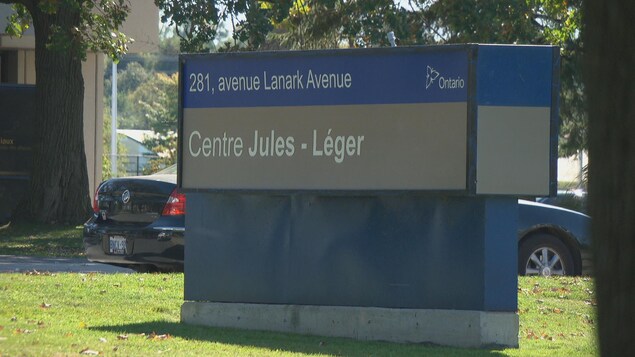 281, avenue Lanark Avenue
Ontario
Centre Jules - Léger